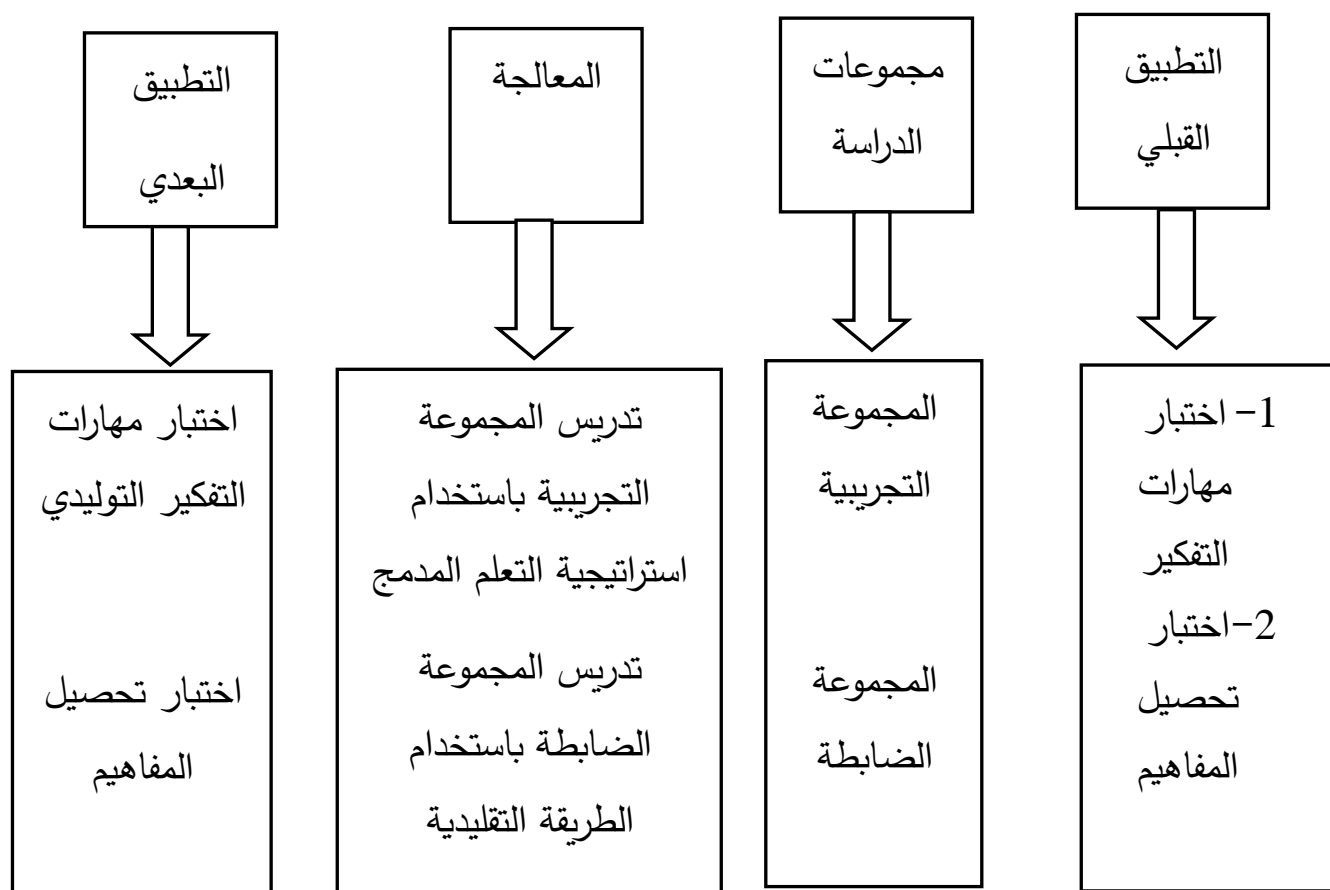 التطبيق
القبلي
مجموعات
الدراسة
المعالجة
التطبيق
البعدي
1- اختبار
مهارات
التفكير
2-اختبار
تحصيل
المفاهيم
المجموعة
التجريبية
المجموعة
الضابطة
تدريس المجموعة
التجريبية باستخدام
استراتيجية التعلم المدمج
تدريس المجموعة
الضابطة باستخدام
الطريقة التقليدية
اختبار مهارات
التفكير التوليدي
اختبار تحصيل
المفاهيم